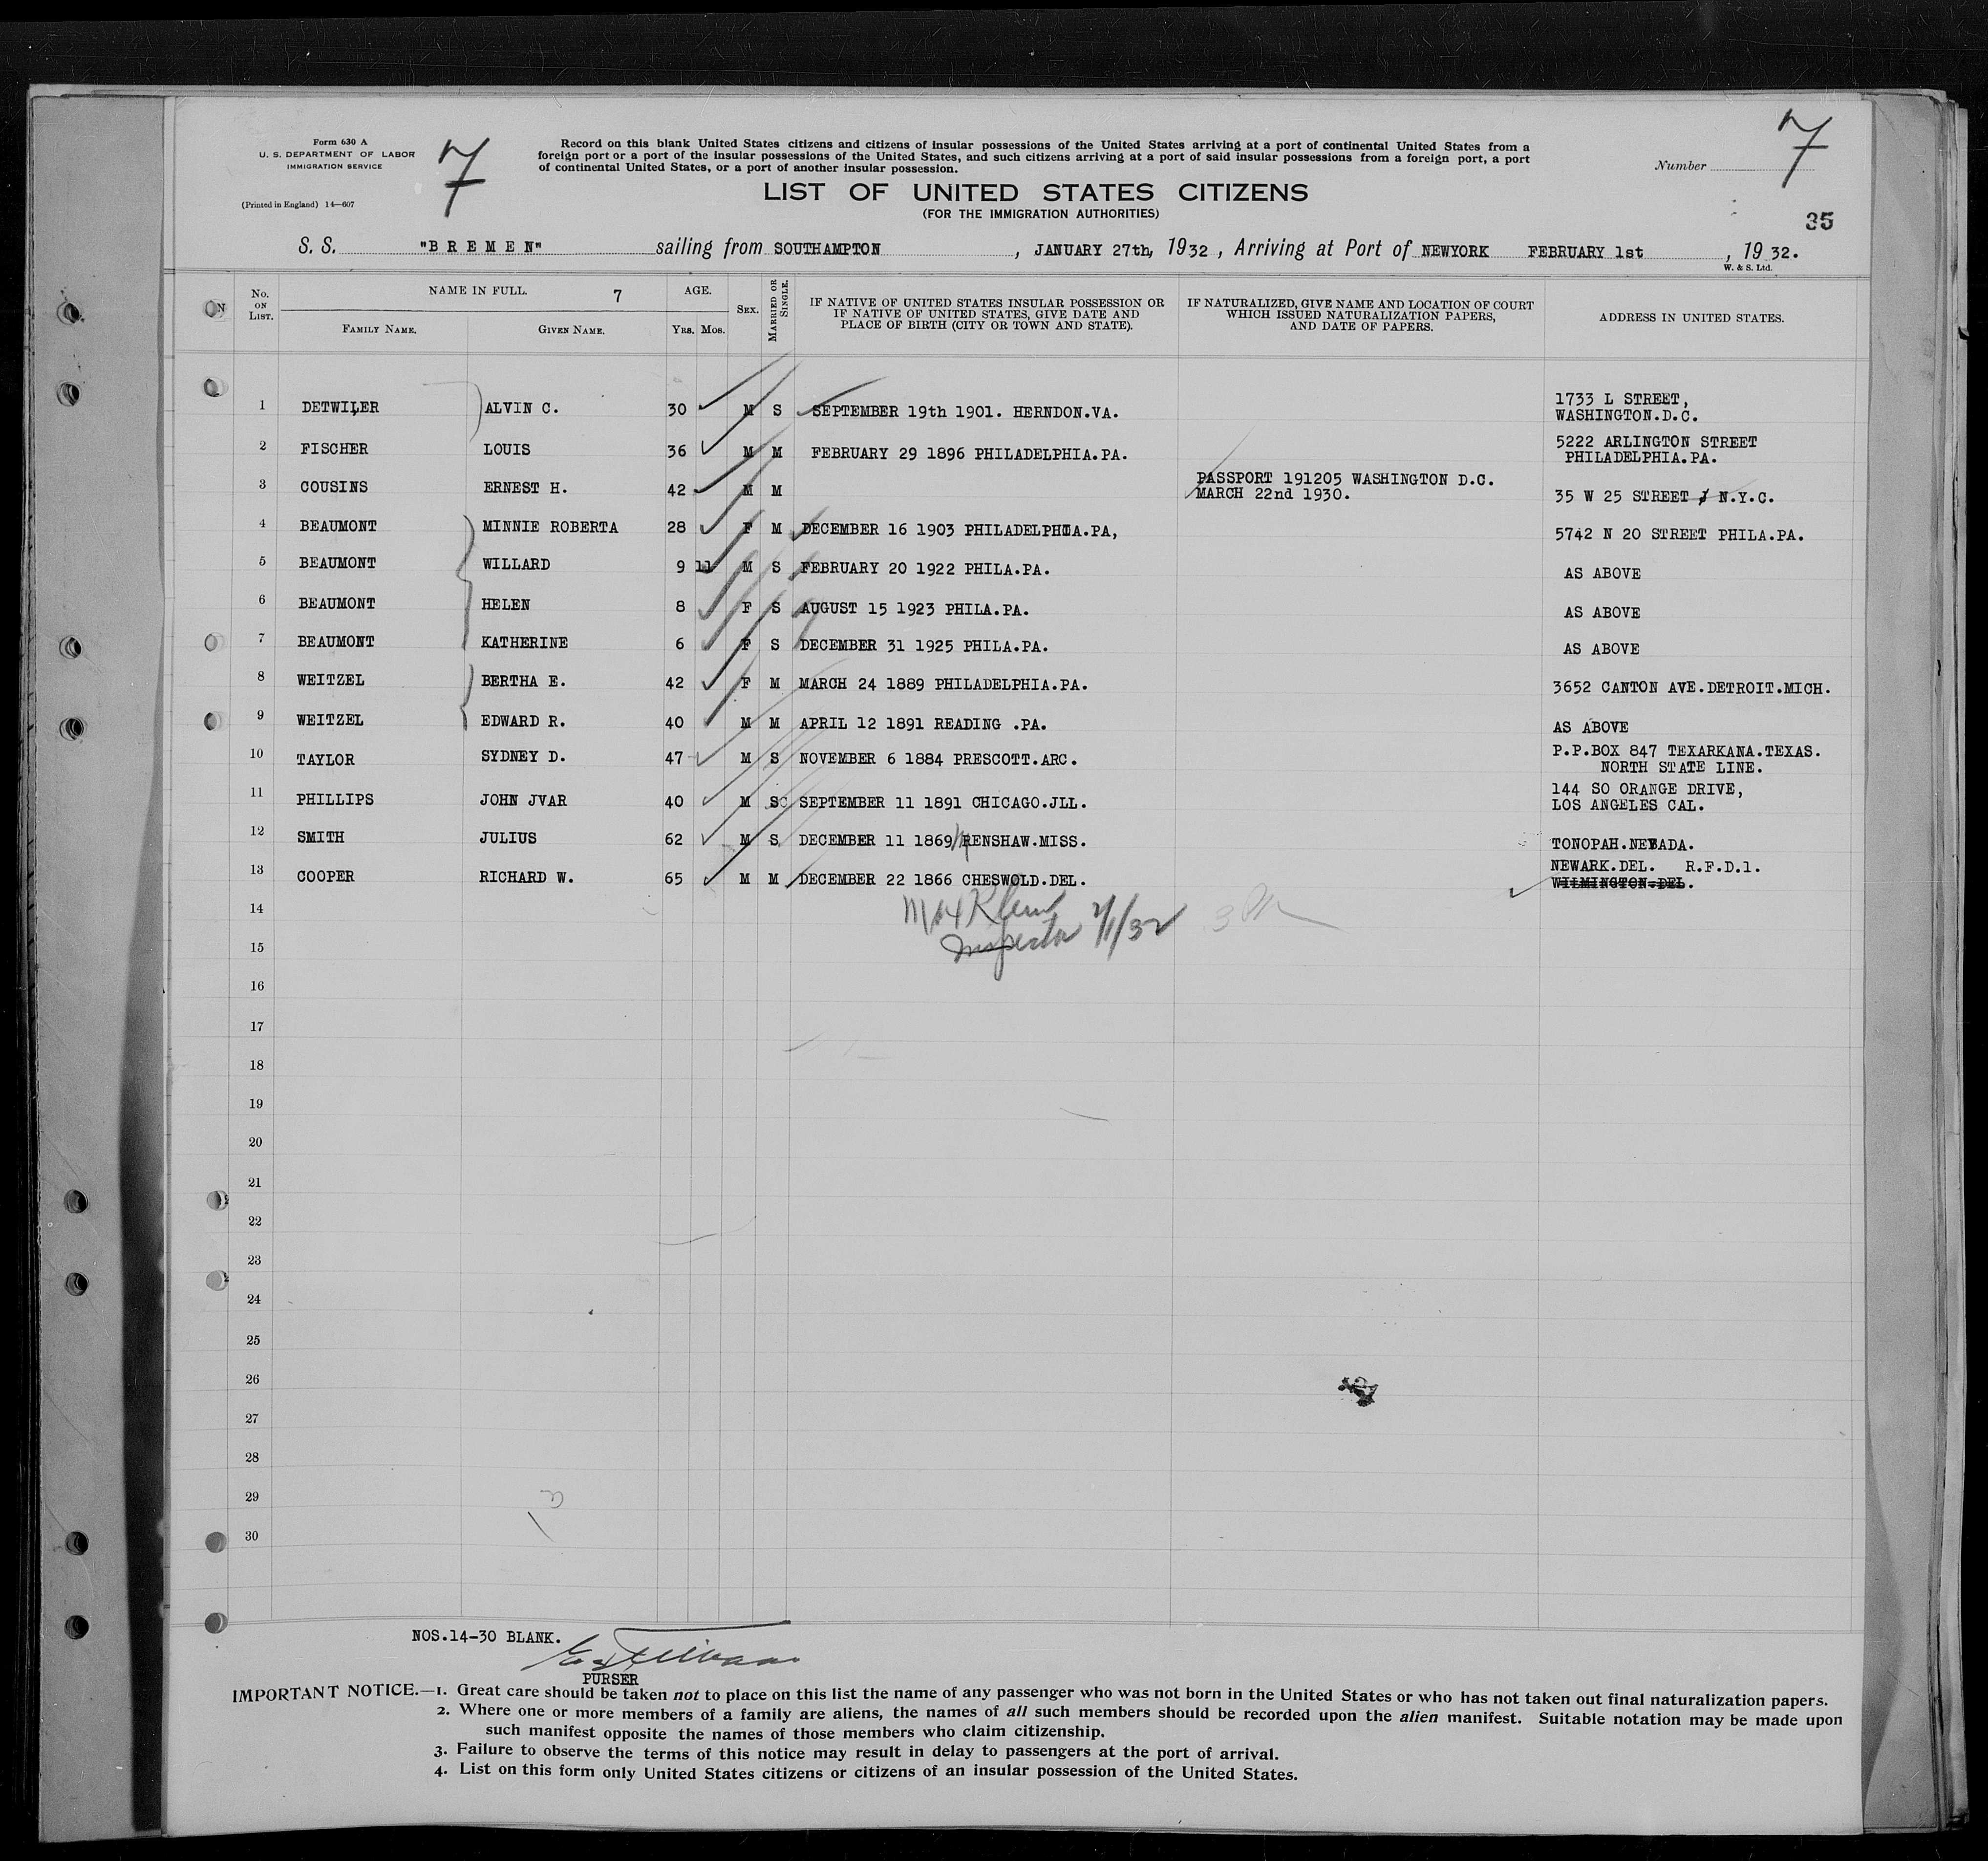 Form 630 A
U. S. DEPARTMENT OF LABOR
IMMIGRATION SERVICE
(Printed in England) 14—607
7
Record on this blank United States citizens and citizens of insular possessions of the United States arriving at a port of continental United States from a
foreign port or a port of the insular possessions of the United States, and such citizens arriving at a port of said insular possessions from a foreign port, a port
of continental United States, or a port of another insular possession.
Number 7
LIST OF UNITED STATES CITIZENS
(FOR THE IMMIGRATION AUTHORITIES)
35
S. S. "BREMEN" sailing from SOUTHAMPTON, JANUARY 27th, 1932, Arriving at Port of NEWYORK FEBRUARY 1st, 1932.
W. & S. Ltd.
No. ON LIST. NAME IN FULL. 7 AGE. SEX. MARRIED OR SINGLE. IF NATIVE OF UNITED STATES INSULAR POSSESSION OR IF NATIVE OF UNITED STATES, GIVE DATE AND PLACE OF BIRTH (CITY OR TOWN AND STATE). IF NATURALIZED, GIVE NAME AND LOCATION OF COURT WHICH ISSUED NATURALIZATION PAPERS, AND DATE OF PAPERS. ADDRESS IN UNITED STATES.
FAMILY NAME. GIVEN NAME. YRS. MOS.
1 DETWILER ALVIN C. 30 M S SEPTEMBER 19th 1901. HERNDON.VA. 1733 L STREET,
WASHINGTON.D.C.
2 FISCHER LOUIS 36 M M FEBRUARY 29 1896 PHILADELPHIA.PA. 5222 ARLINGTON STREET
PHILADELPHIA.PA.
3 COUSINS ERNEST H. 42 M M PASSPORT 191205 WASHINGTON D.C.
MARCH 22nd 1930. 35 W 25 STREET N.Y.C.
4 BEAUMONT MINNIE ROBERTA 28 F M DECEMBER 16 1903 PHILADELPHIA.PA, 5742 N 20 STREET PHILA.PA.
5 BEAUMONT WILLARD 9 11 M S FEBRUARY 20 1922 PHILA.PA. AS ABOVE
6 BEAUMONT HELEN 8 F S AUGUST 15 1923 PHILA.PA. AS ABOVE
7 BEAUMONT KATHERINE 6 F S DECEMBER 31 1925 PHILA.PA. AS ABOVE
8 WEITZEL BERTHA E. 42 F M MARCH 24 1889 PHILADELPHIA.PA. 3652 CANTON AVE.DETROIT.MICH.
9 WEITZEL EDWARD R. 40 M M APRIL 12 1891 READING .PA. AS ABOVE
10 TAYLOR SYDNEY D. 47 M S NOVEMBER 6 1884 PRESCOTT.ARC. P.P.BOX 847 TEXARKANA.TEXAS.
NORTH STATE LINE.
11 PHILLIPS JOHN JVAR 40 M S SEPTEMBER 11 1891 CHICAGO.JLL. 144 SO ORANGE DRIVE,
LOS ANGELES CAL.
12 SMITH JULIUS 62 M S DECEMBER 11 1869 RENSHAW.MISS. TONOPAH.NEVADA.
13 COOPER RICHARD W. 65 M M DECEMBER 22 1866 CHESWOLD.DEL. NEWARK.DEL. R.F.D.1.
WILMINGTON.DEL.
14
Max Klein
Inspector 2/1/32
15
16
17
18
19
20
21
22
23
24
25
26
27
28
29
30
NOS.14-30 BLANK.
PURSER
IMPORTANT NOTICE.—1. Great care should be taken not to place on this list the name of any passenger who was not born in the United States or who has not taken out final naturalization papers.
2. Where one or more members of a family are aliens, the names of all such members should be recorded upon the alien manifest. Suitable notation may be made upon
such manifest opposite the names of those members who claim citizenship.
3. Failure to observe the terms of this notice may result in delay to passengers at the port of arrival.
4. List on this form only United States citizens or citizens of an insular possession of the United States.